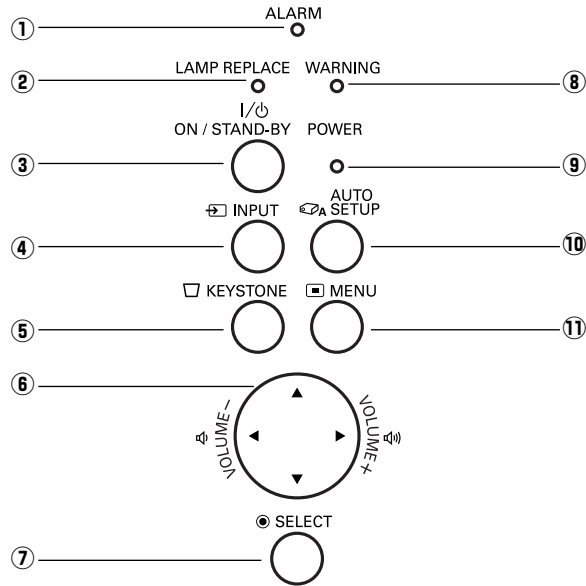 ① ALARM
② LAMP REPLACE WARNING ⑧
I/⏻
ON / STAND-BY POWER
③ ⑨
AUTO
④ INPUT A SETUP ⑩
KEYSTONE MENU
⑤ ⑪
⑥
VOLUME – VOLUME +
SELECT
⑦